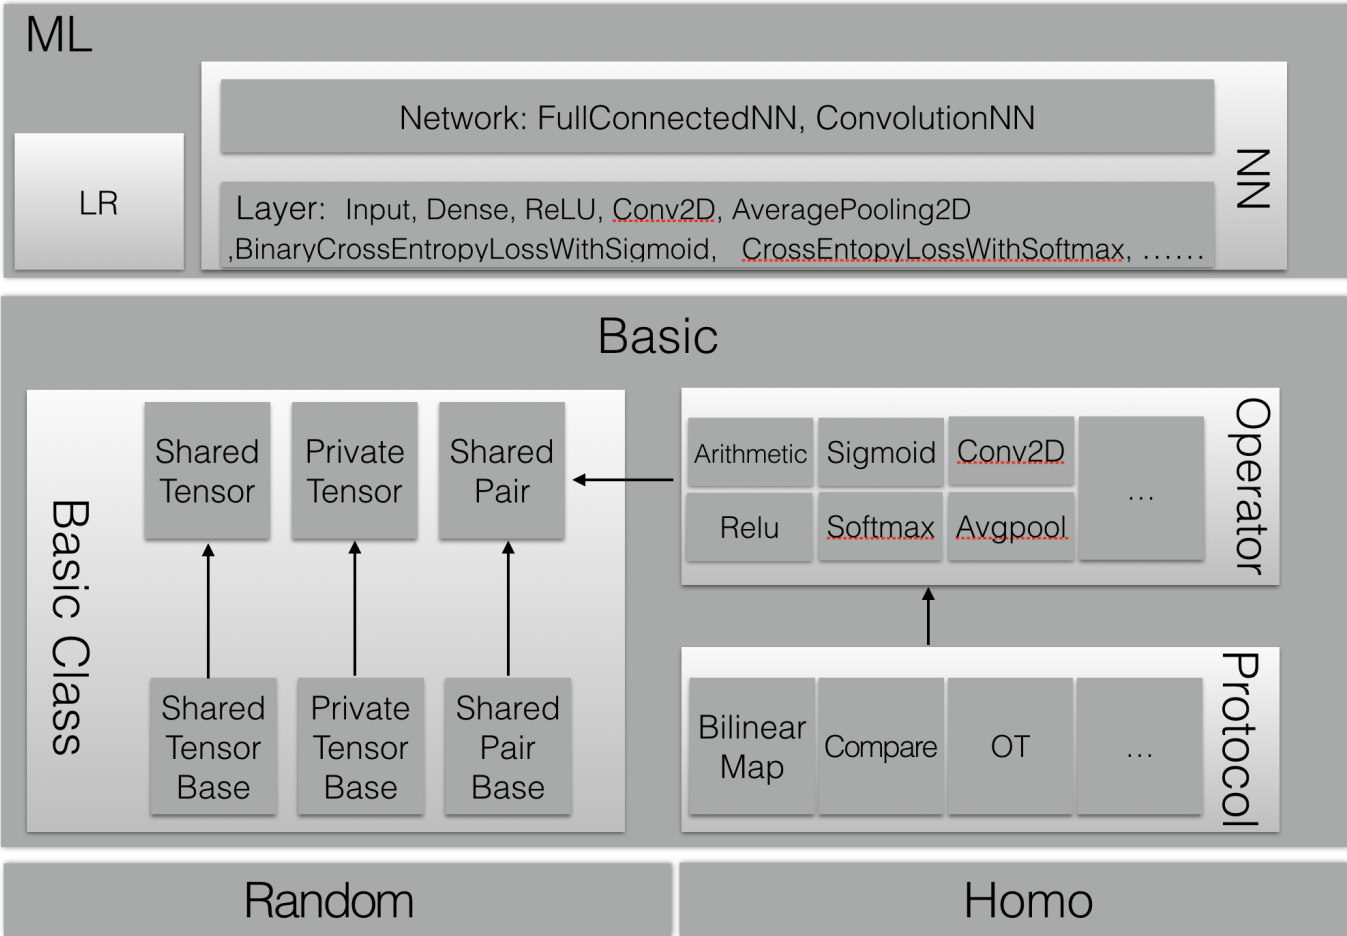 ML
LR
Network: FullConnectedNN, ConvolutionNN
Layer: Input, Dense, ReLU, Conv2D, AveragePooling2D
,BinaryCrossEntropyLossWithSigmoid, CrossEntopyLossWithSoftmax, ......
NN
Basic
Basic Class
Shared
Tensor
Private
Tensor
Shared
Pair
Shared
Tensor
Base
Private
Tensor
Base
Shared
Pair
Base
Arithmetic
Sigmoid
Conv2D
...
Relu
Softmax
Avgpool
Operator
Bilinear
Map
Compare
OT
...
Protocol
Random
Homo